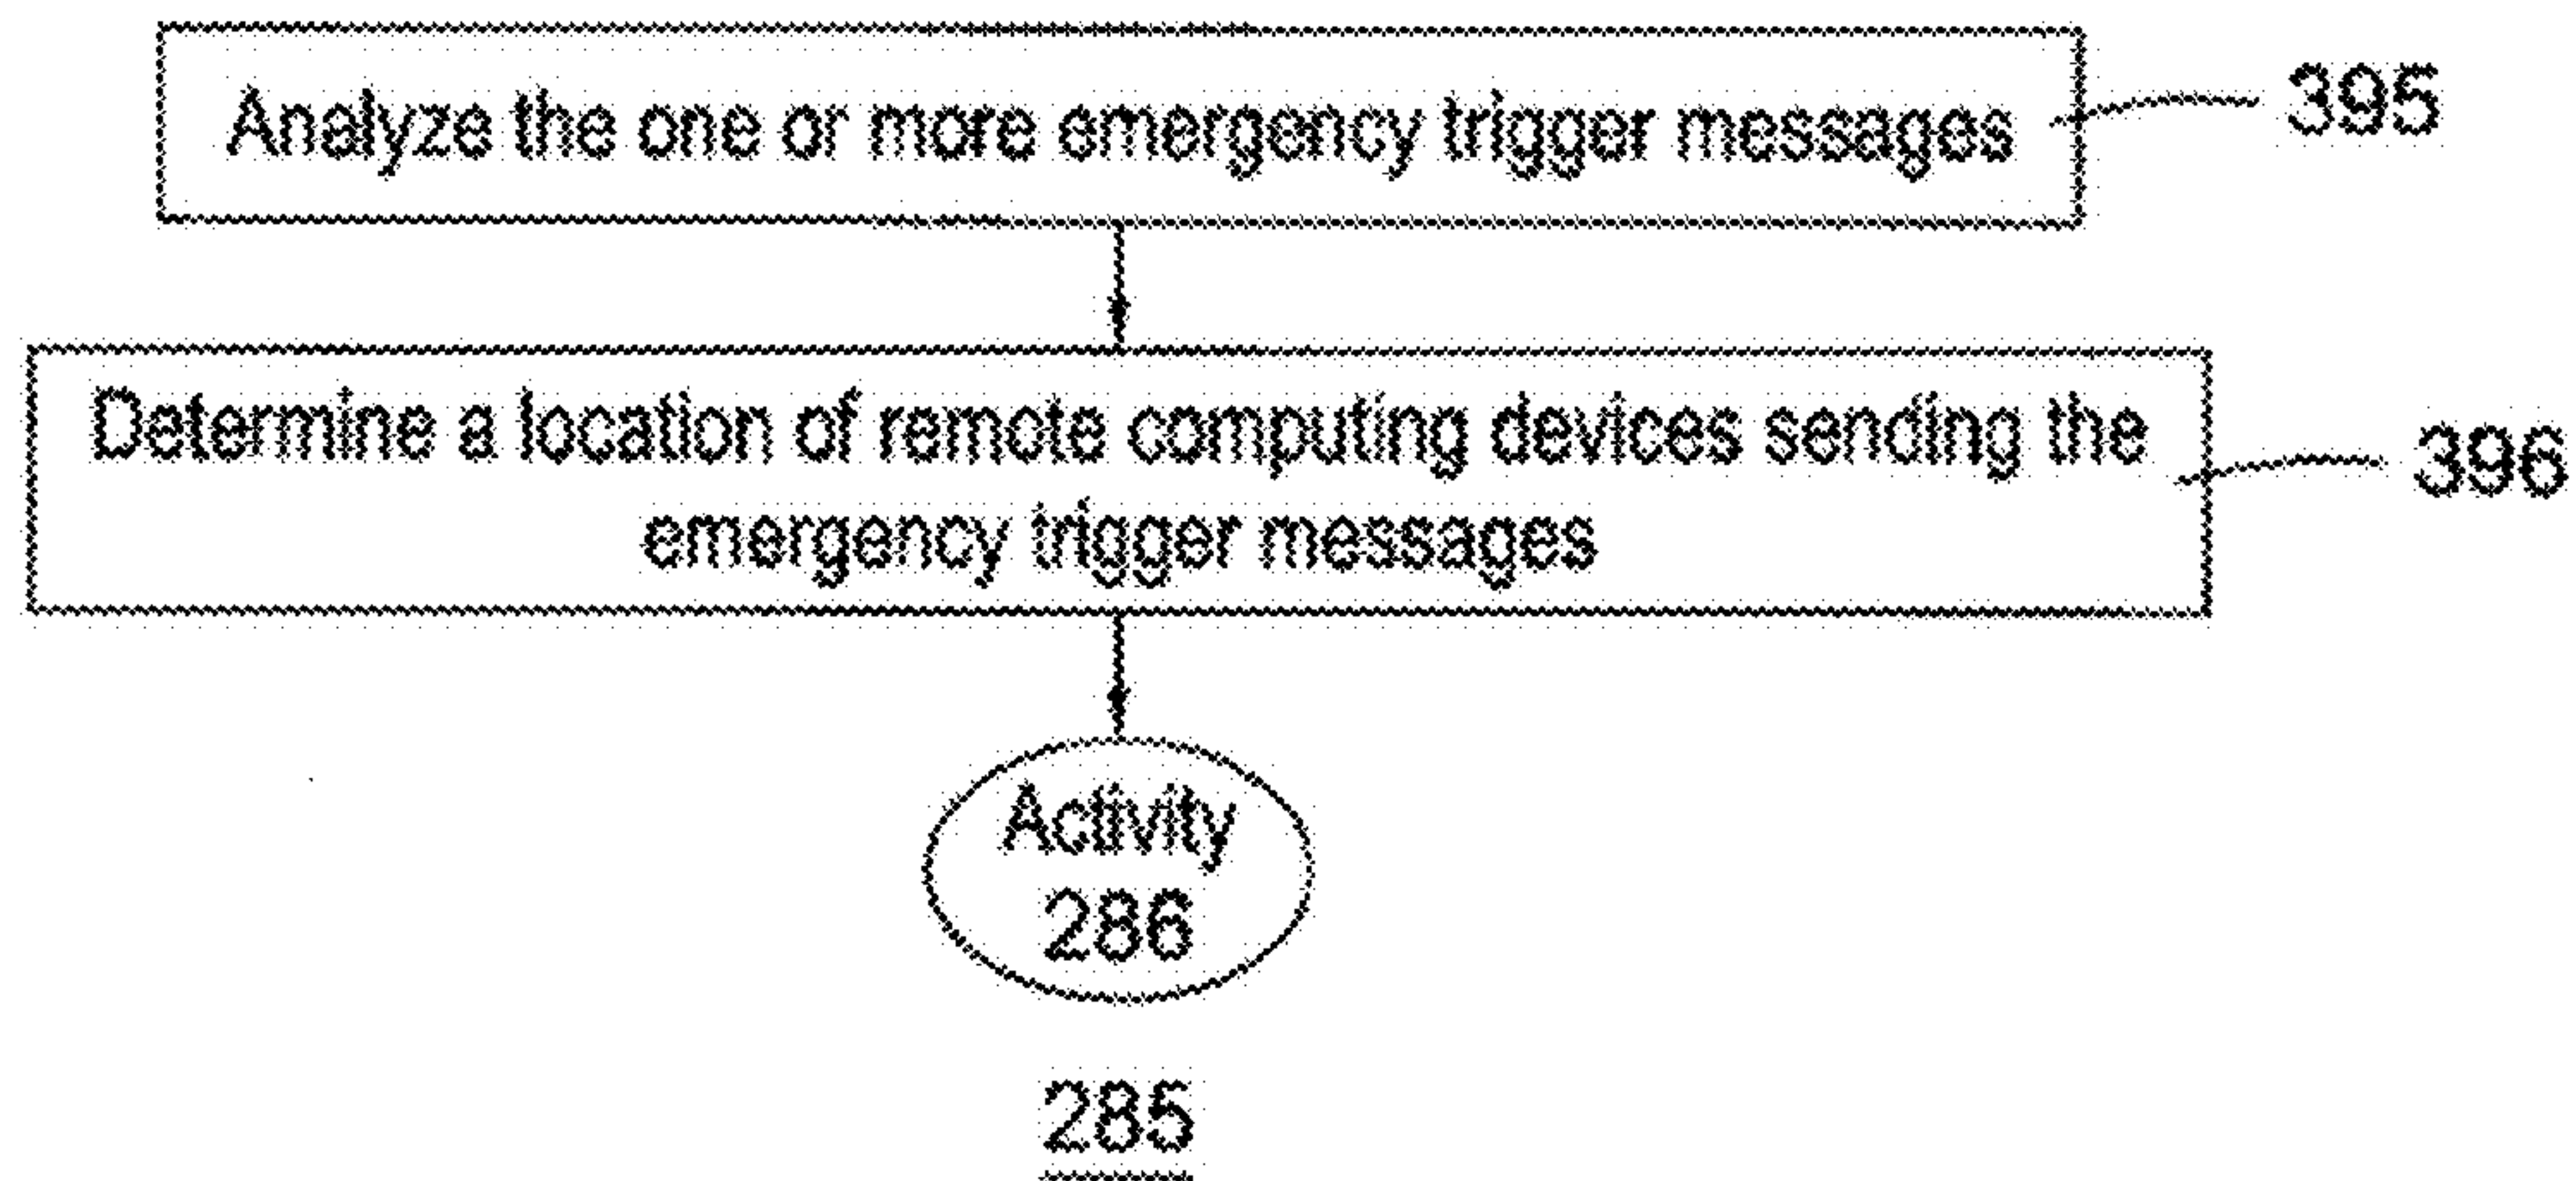 Analyze the one or more emergency trigger messages
395
Determine a location of remote computing devices sending the
emergency trigger messages
396
Activity
286
285